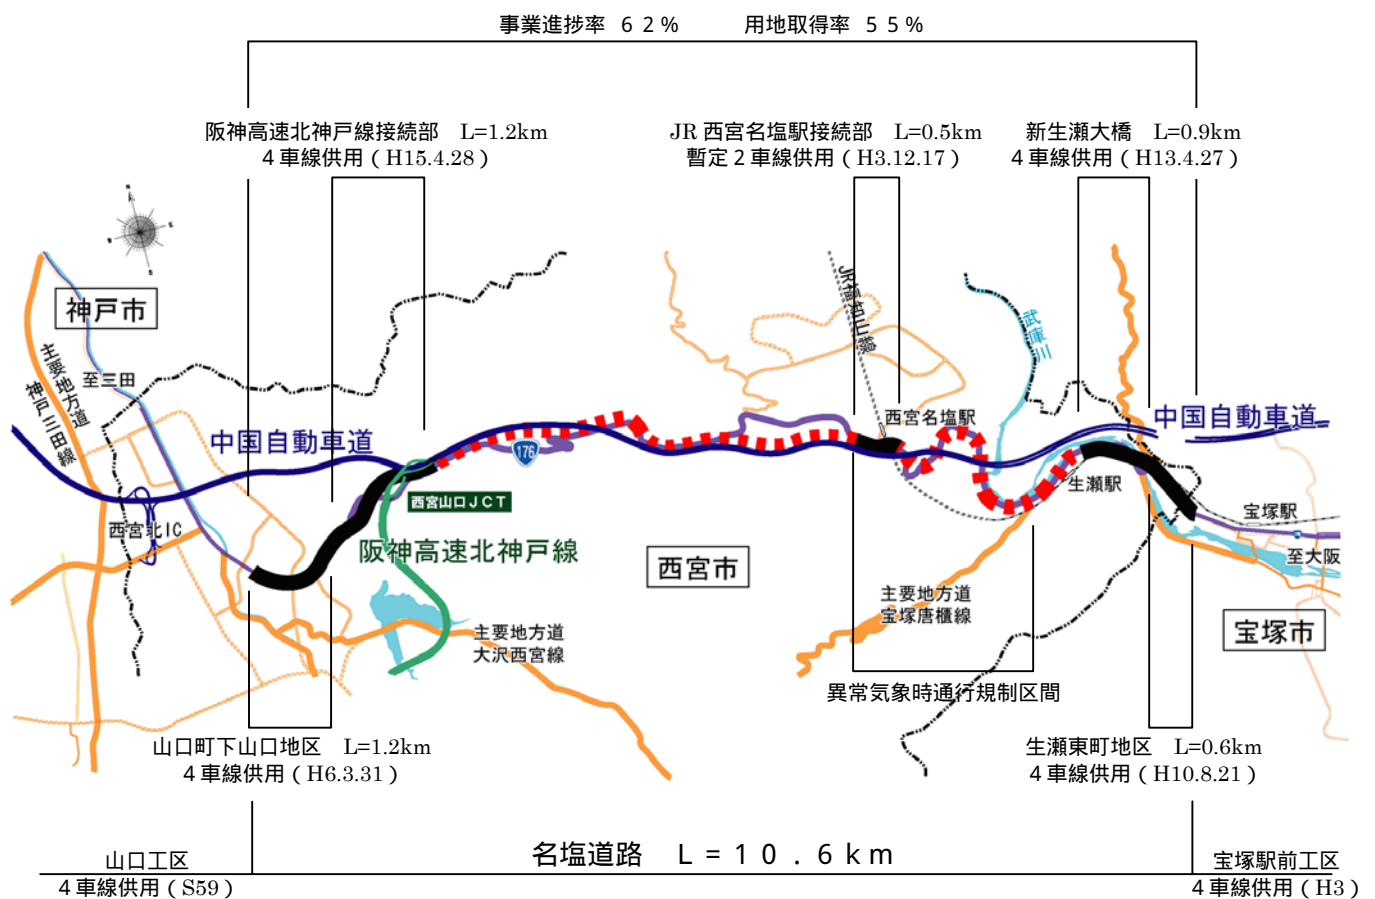 事業進捗率 ６２％ 用地取得率 ５５％
阪神高速北神戸線接続部 L=1.2km
４車線供用（H15.4.28）
JR 西宮名塩駅接続部 L=0.5km
暫定２車線供用（H3.12.17）
新生瀬大橋 L=0.9km
４車線供用（H13.4.27）
神戸市
主要地方道
神戸三田線
至三田
JR福知山線
武庫川
中国自動車道
西宮名塩駅
中国自動車道
176
生瀬駅
西宮山口ＪＣＴ
西宮北IC
宝塚駅
阪神高速北神戸線
西宮市
至大阪
主要地方道
宝塚唐櫃線
宝塚市
主要地方道
大沢西宮線
異常気象時通行規制区間
山口町下山口地区 L=1.2km
４車線供用（H6.3.31）
生瀬東町地区 L=0.6km
４車線供用（H10.8.21）
名塩道路 Ｌ＝１０．６ｋｍ
山口工区
４車線供用（S59）
宝塚駅前工区
４車線供用（H3）